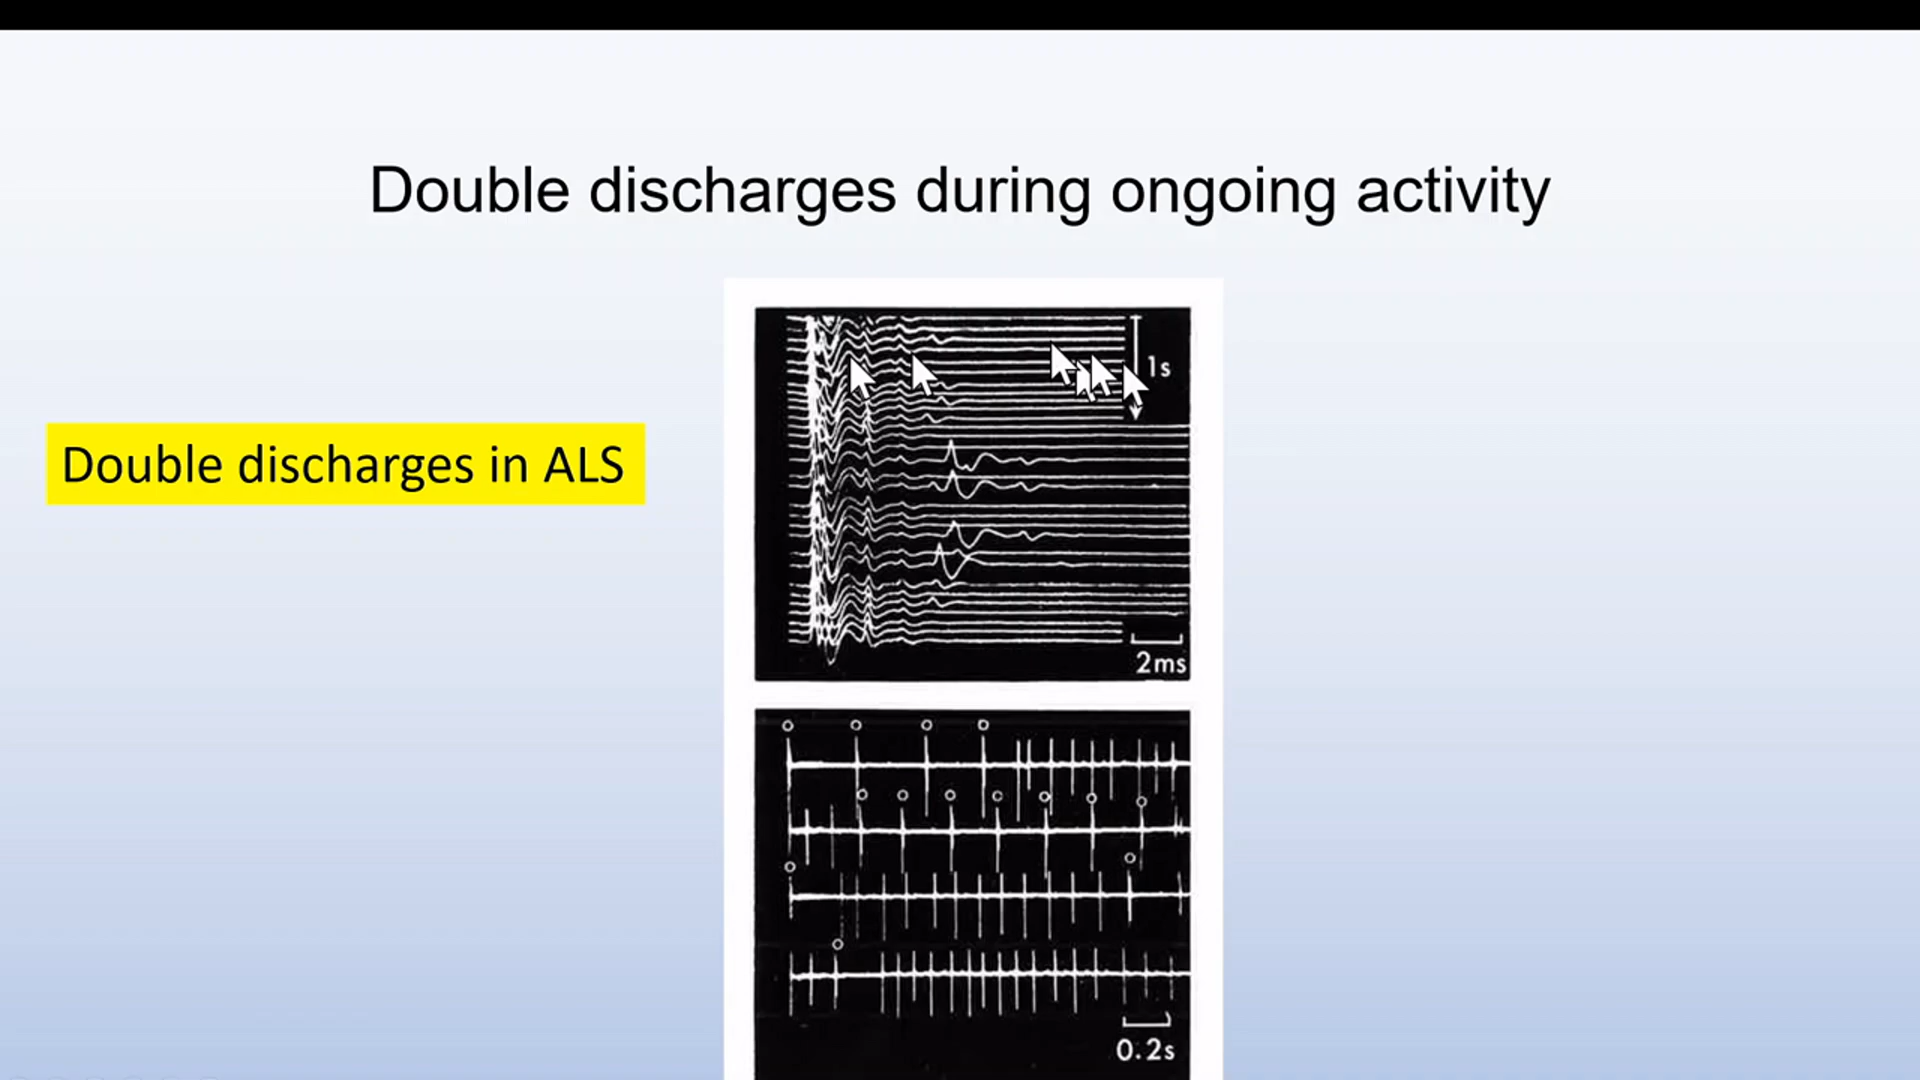 Double discharges during ongoing activity
Double discharges in ALS
1s
2ms
0.2s